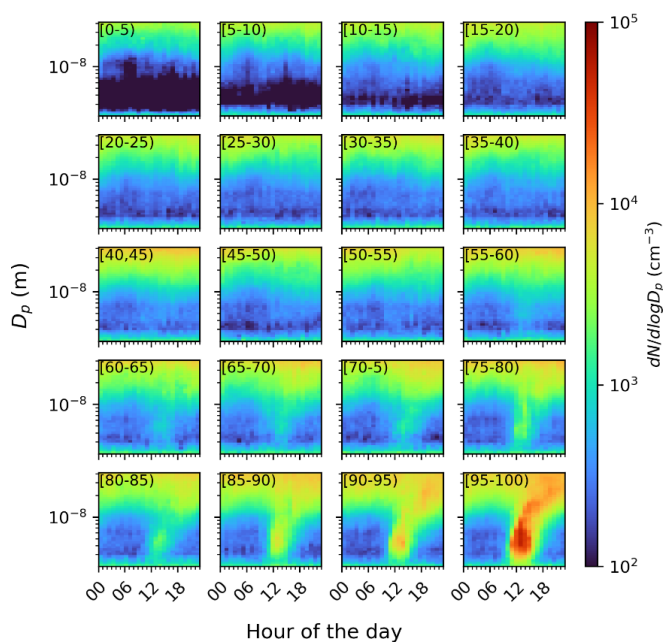 [0-5) [5-10) [10-15) [15-20)
10⁻⁸
[20-25) [25-30) [30-35) [35-40)
10⁻⁸
[40,45) [45-50) [50-55) [55-60)
10⁻⁸
[60-65) [65-70) [70-5) [75-80)
10⁻⁸
[80-85) [85-90) [90-95) [95-100)
10⁻⁸
00 06 12 18 00 06 12 18 00 06 12 18 00 06 12 18
Hour of the day
Dₚ (m)
10⁵
10⁴
10³
10²
dN/dlogDₚ (cm⁻³)